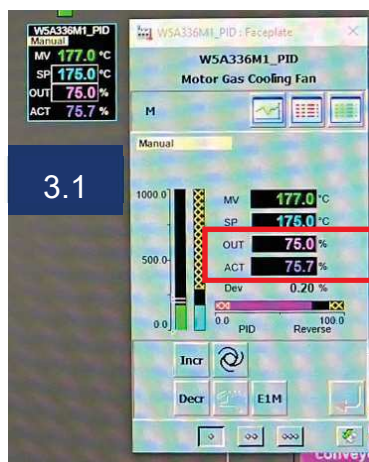 W5A336M1_PID
Manual
MV 177.0 °C
SP 175.0 °C
OUT 75.0 %
ACT 75.7 %
3.1
W5A336M1_PID : Faceplate
W5A336M1_PID
Motor Gas Cooling Fan
M
Manual
1000.0
500.0
0.0
MV 177.0 °C
SP 175.0 °C
OUT 75.0 %
ACT 75.7 %
Dev 0.20 %
0.0 100.0
PID Reverse
Incr
Decr E1M
conveyo